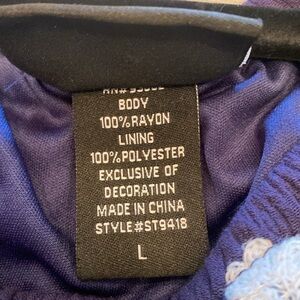 BODY
100%RAYON
LINING
100%POLYESTER
EXCLUSIVE OF
DECORATION
MADE IN CHINA
STYLE#ST9418
L